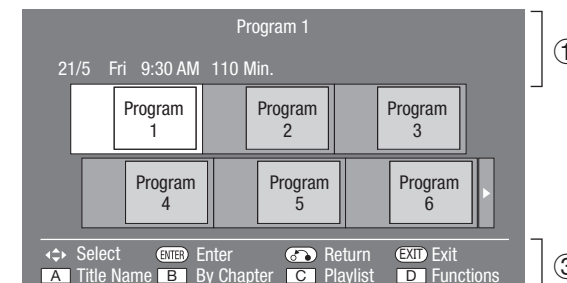 Program 1
①
21/5 Fri 9:30 AM 110 Min.
Program 1
Program 2
Program 3
Program 4
Program 5
Program 6
Select ENTER Enter Return EXIT Exit
③
A Title Name B By Chapter C Playlist D Functions